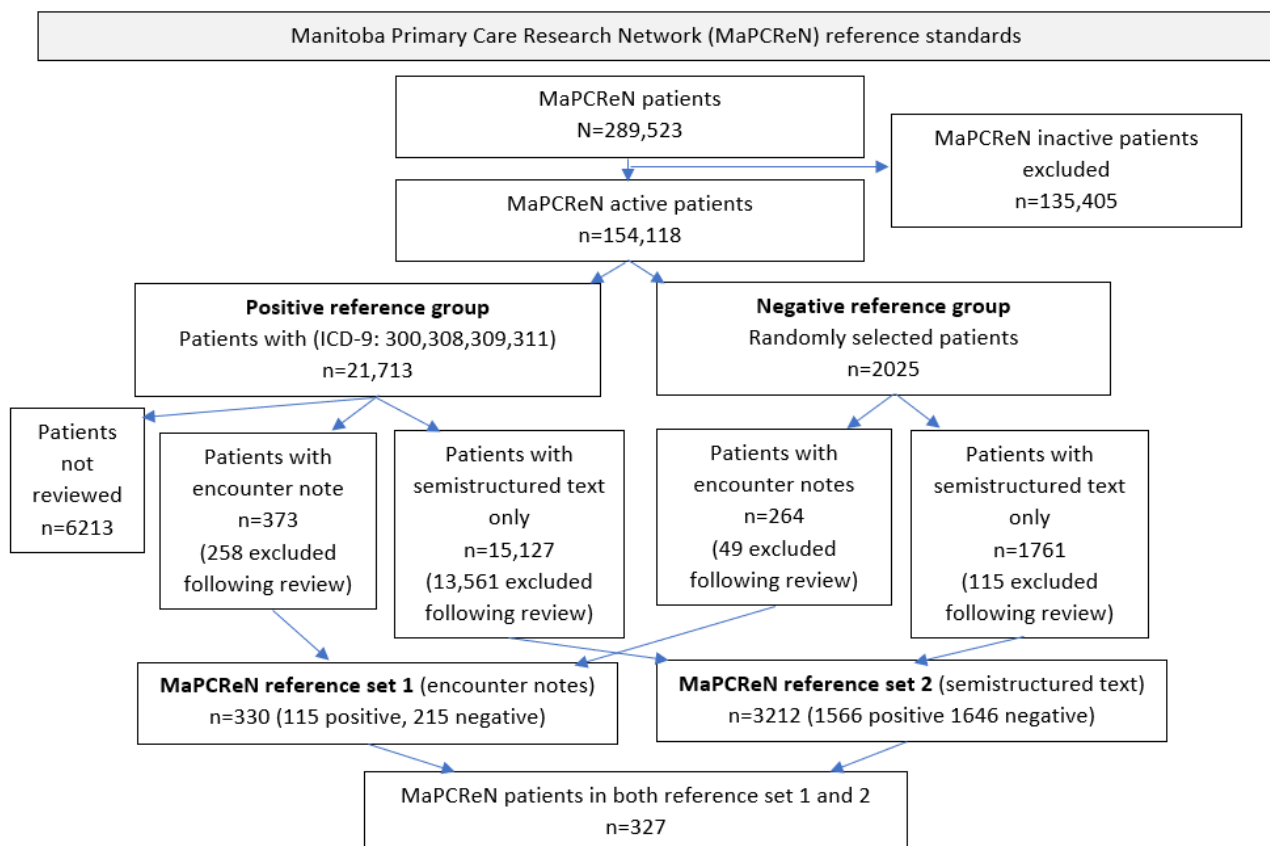 Manitoba Primary Care Research Network (MaPCReN) reference standards
MaPCReN patients
N=289,523
MaPCReN inactive patients
excluded
n=135,405
MaPCReN active patients
n=154,118
Positive reference group
Patients with (ICD-9: 300,308,309,311)
n=21,713
Negative reference group
Randomly selected patients
n=2025
Patients
not
reviewed
n=6213
Patients with
encounter note
n=373
(258 excluded
following review)
Patients with
semistructured text
only
n=15,127
(13,561 excluded
following review)
Patients with
encounter notes
n=264
(49 excluded
following review)
Patients with
semistructured text
only
n=1761
(115 excluded
following review)
MaPCReN reference set 1 (encounter notes)
n=330 (115 positive, 215 negative)
MaPCReN reference set 2 (semistructured text)
n=3212 (1566 positive 1646 negative)
MaPCReN patients in both reference set 1 and 2
n=327